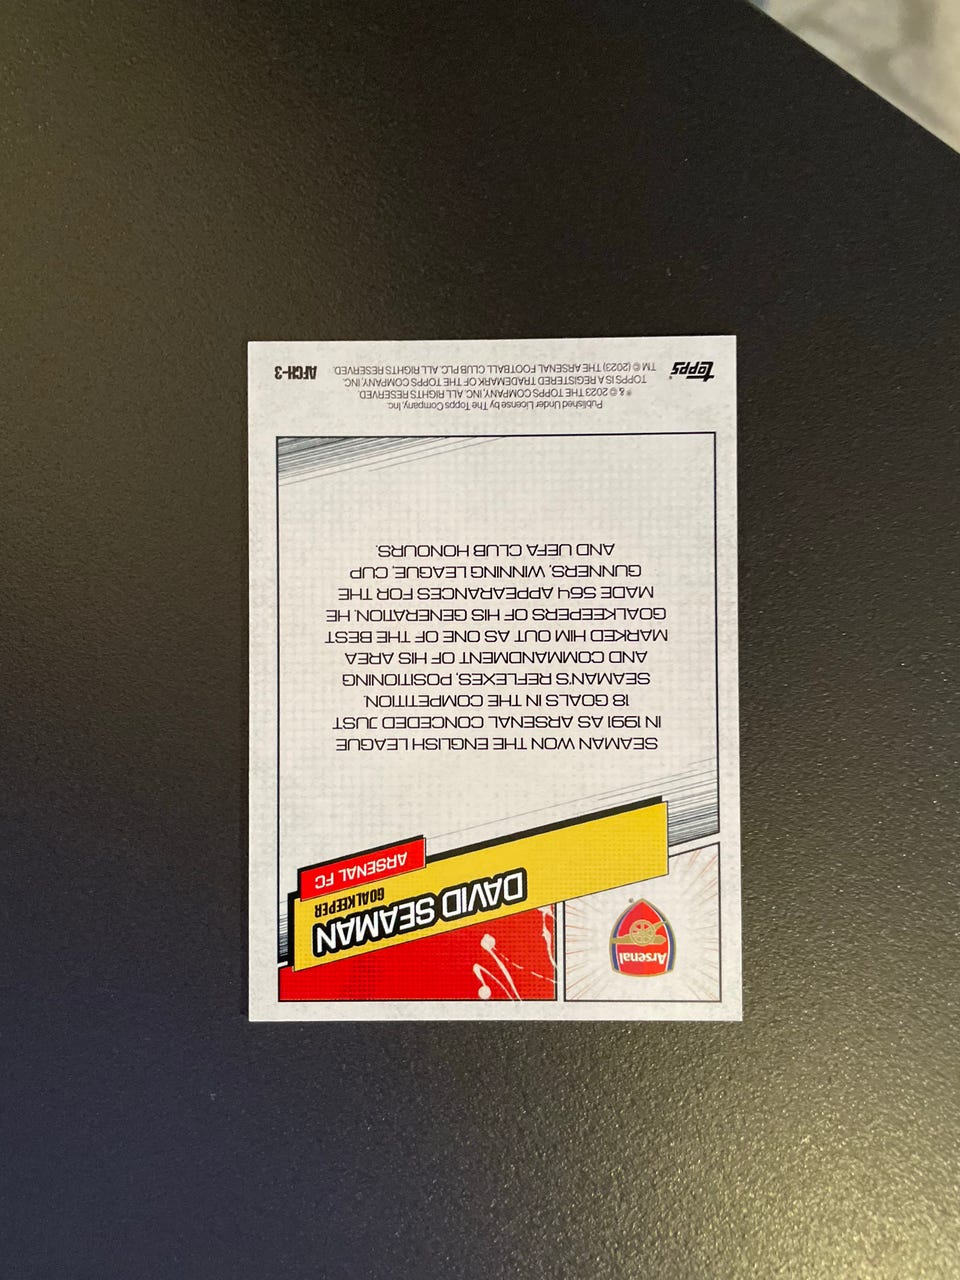 Arsenal
®
DAVID SEAMAN
GOALKEEPER
ARSENAL FC
SEAMAN WON THE ENGLISH LEAGUE
IN 1991 AS ARSENAL CONCEDED JUST
18 GOALS IN THE COMPETITION.
SEAMAN'S REFLEXES, POSITIONING
AND COMMANDMENT OF HIS AREA
MARKED HIM OUT AS ONE OF THE BEST
GOALKEEPERS OF HIS GENERATION. HE
MADE 564 APPEARANCES FOR THE
GUNNERS, WINNING LEAGUE, CUP
AND UEFA CLUB HONOURS.
Published Under License by The Topps Company, Inc.
® & © 2023 THE TOPPS COMPANY, INC. ALL RIGHTS RESERVED.
TOPPS IS A REGISTERED TRADEMARK OF THE TOPPS COMPANY, INC.
TM © (2023) THE ARSENAL FOOTBALL CLUB PLC. ALL RIGHTS RESERVED.
topps
AFCH-3